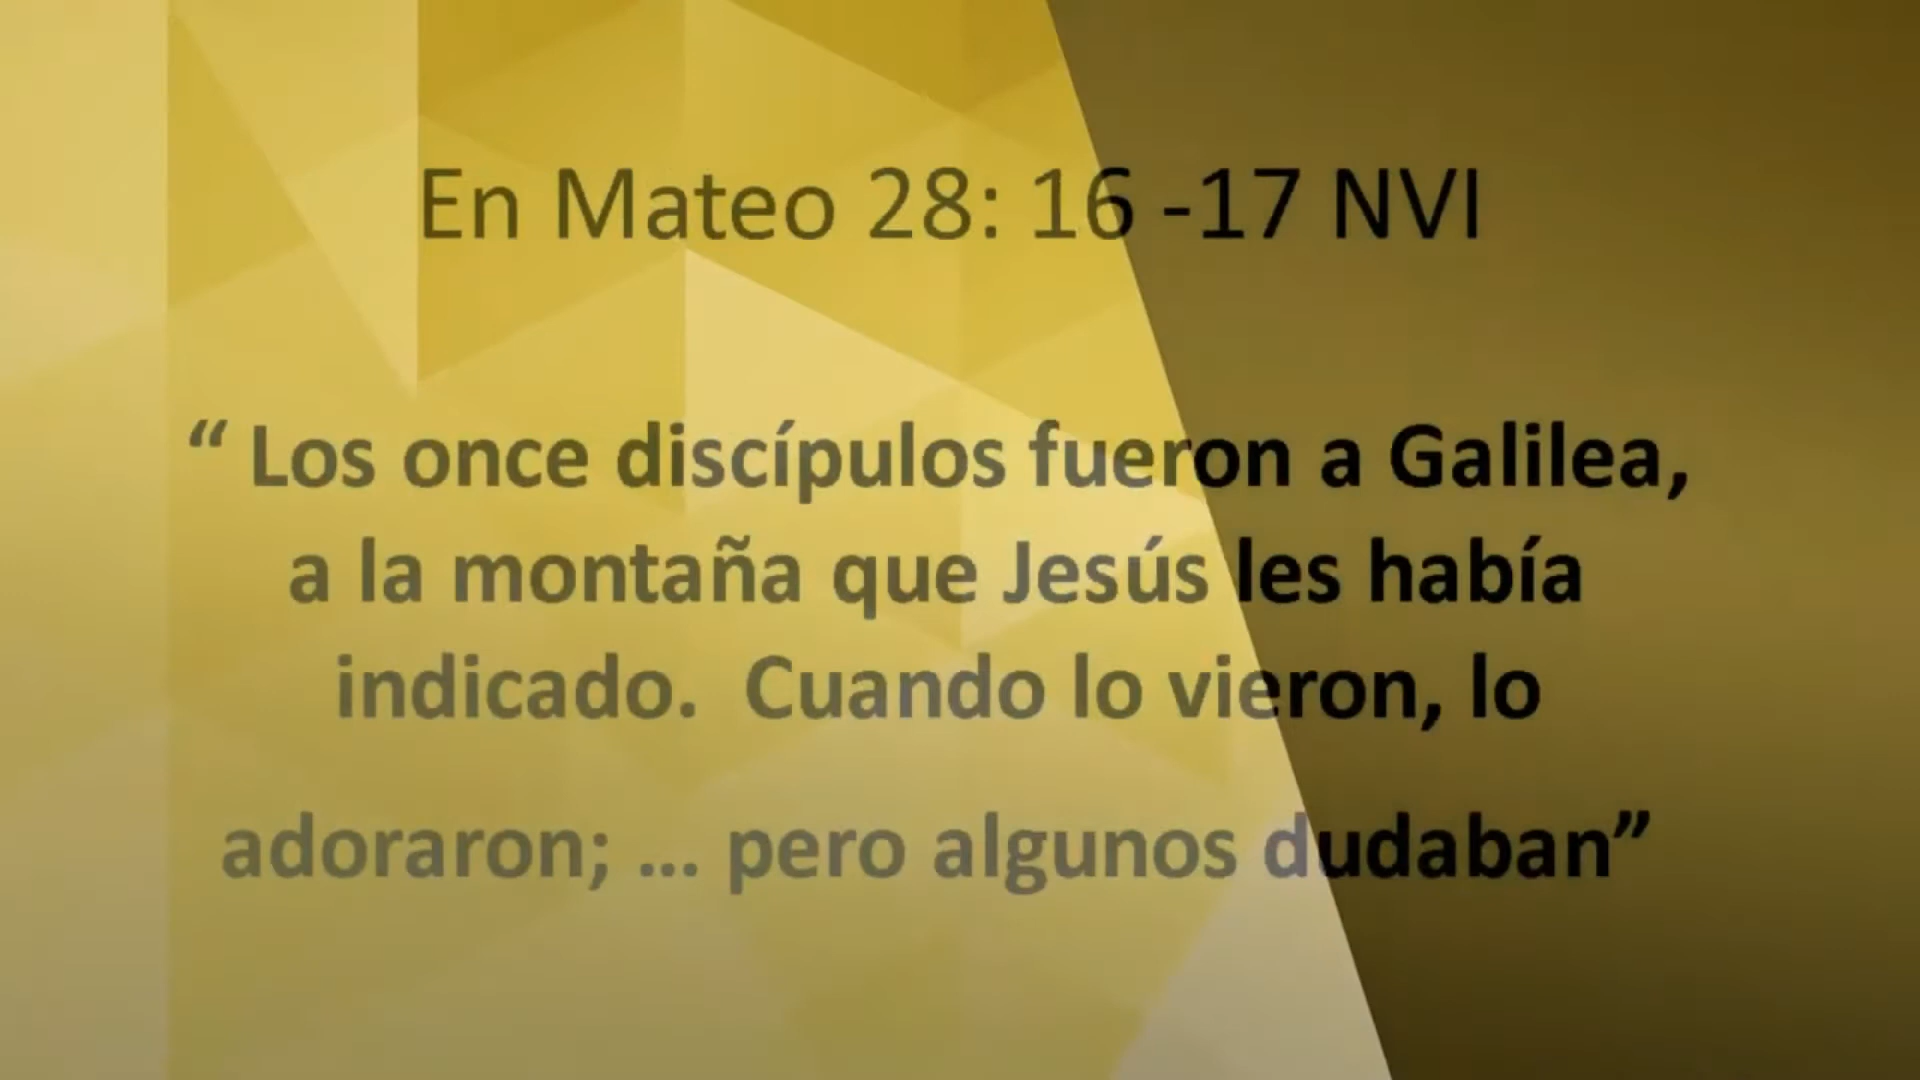 En Mateo 28: 16 -17 NVI
“ Los once discípulos fueron a Galilea,
a la montaña que Jesús les había
indicado.  Cuando lo vieron, lo
adoraron; ... pero algunos dudaban”